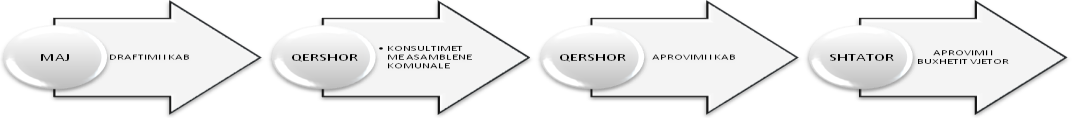 MAJ
DRAFTIMI I KAB
QERSHOR
• KONSULTIMET
ME ASAMBLENE
KOMUNALE
QERSHOR
APROVIMI I KAB
SHTATOR
APROVIMI I
BUXHETIT VJETOR